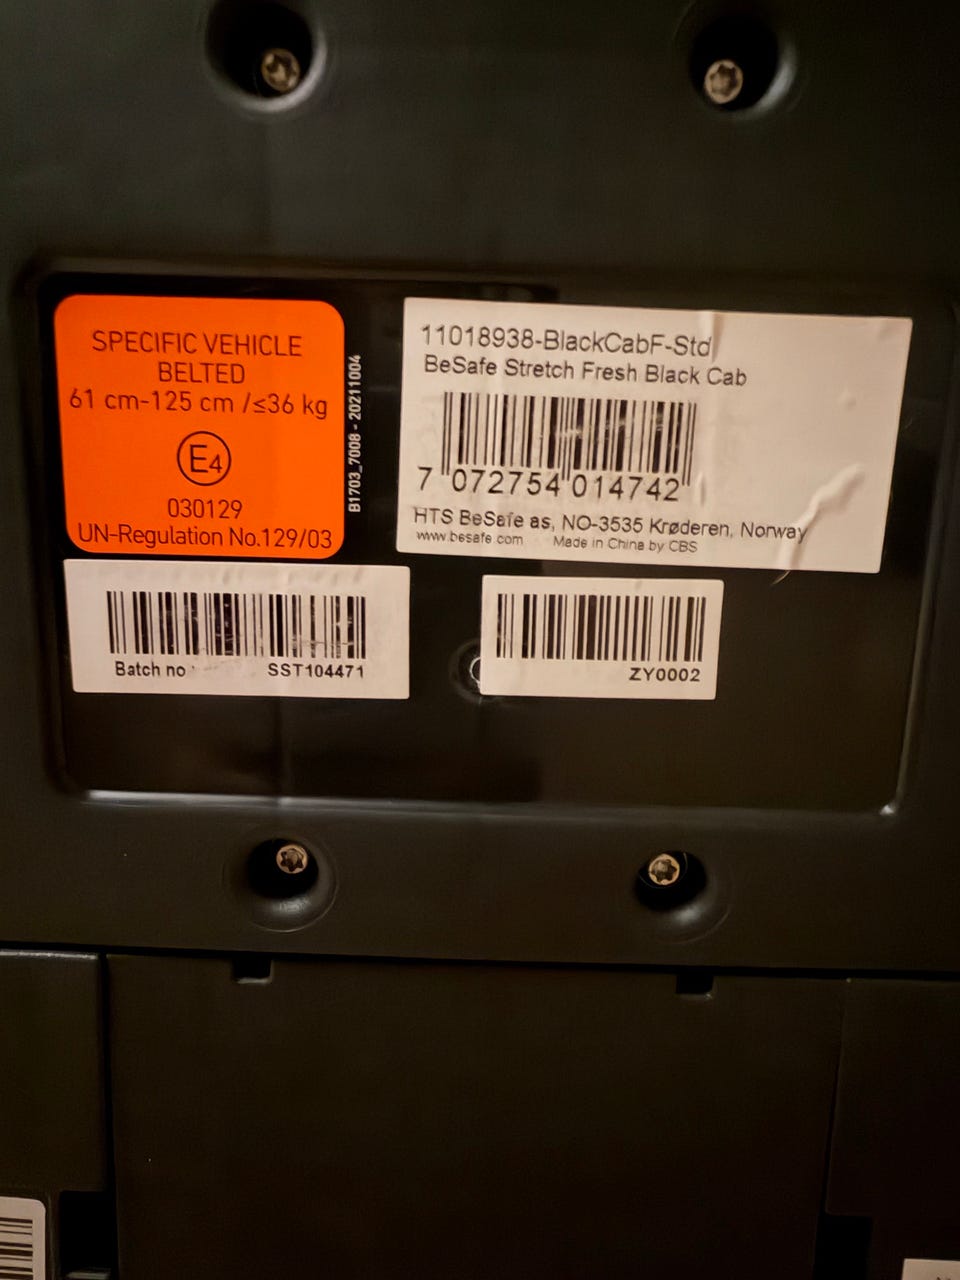 SPECIFIC VEHICLE
BELTED
61 cm-125 cm /≤36 kg
E4
030129
UN-Regulation No.129/03
B1703_7008 - 20211004
11018938-BlackCabF-Std
BeSafe Stretch Fresh Black Cab
7 072754 014742
HTS BeSafe as, NO-3535 Krøderen, Norway
www.besafe.com Made in China by CBS
Batch no SST104471
ZY0002